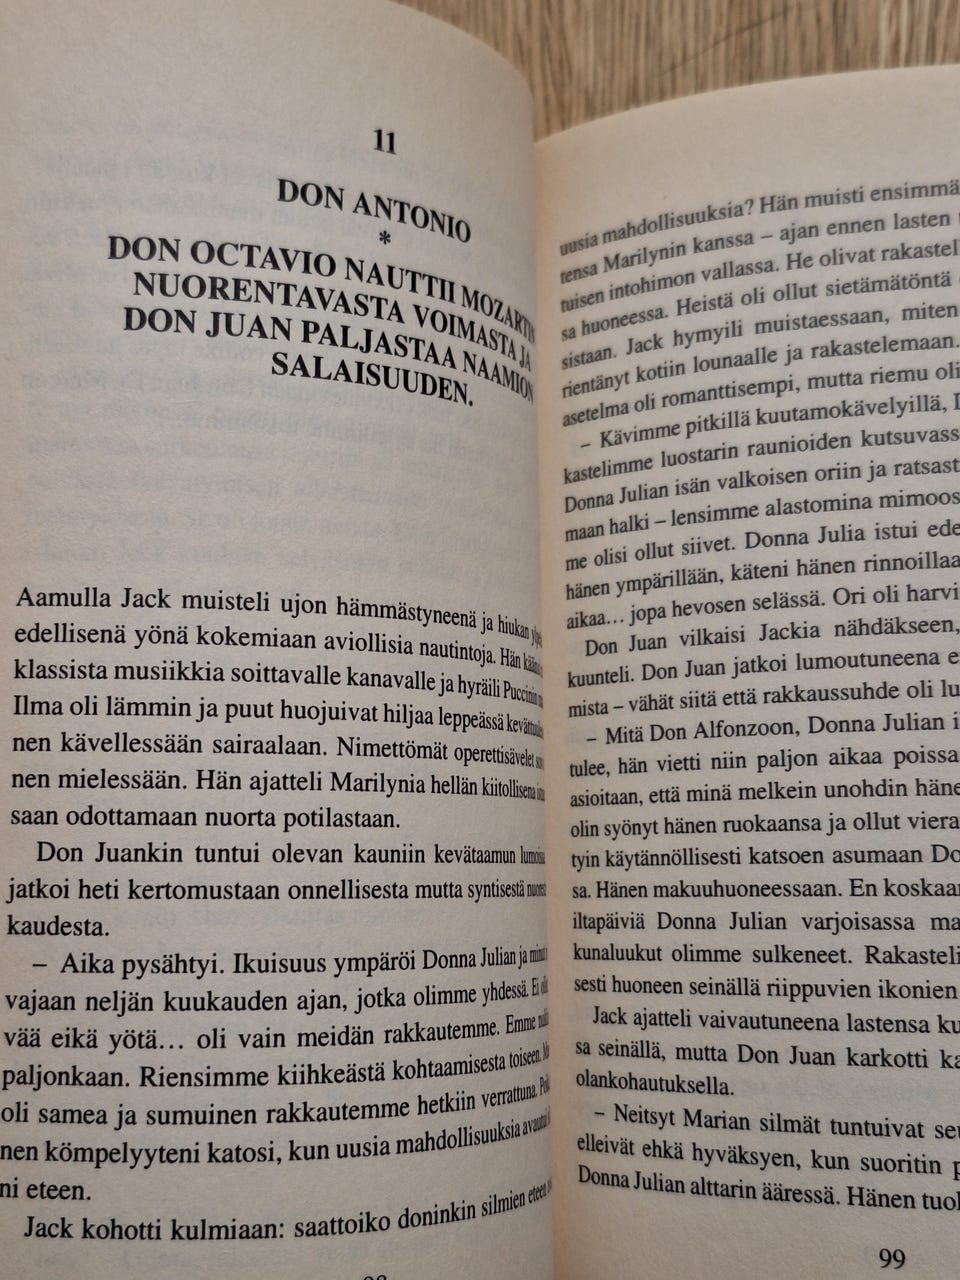 11
DON ANTONIO
*
DON OCTAVIO NAUTTII MOZARTIN
NUORENTAVASTA VOIMASTA JA
DON JUAN PALJASTAA NAAMION
SALAISUUDEN.
Aamulla Jack muisteli ujon hämmästyneenä ja hiukan
edellisenä yönä kokemiaan aviollisia nautintoja. Hän
klassista musiikkia soittavalle kanavalle ja hyräili Puccinin
Ilma oli lämmin ja puut huojuivat hiljaa leppeässä
nen kävellessään sairaalaan. Nimettömät operettisävelet
nen mielessään. Hän ajatteli Marilynia hellän kiitollisena
saan odottamaan nuorta potilastaan.
Don Juankin tuntui olevan kauniin kevätaamun
jatkoi heti kertomustaan onnellisesta mutta syntisestä
kaudesta.
– Aika pysähtyi. Ikuisuus ympäröi Donna Julian ja
vajaan neljän kuukauden ajan, jotka olimme yhdessä. Ei
vää eikä yötä... oli vain meidän rakkautemme. Emme
paljonkaan. Riensimme kiihkeästä kohtaamisesta toiseen.
oli samea ja sumuinen rakkautemme hetkiin verrattuna.
nen kömpelyyteni katosi, kun uusia mahdollisuuksia
ni eteen.
Jack kohotti kulmiaan: saattoiko doninkin silmien eteen
uusia mahdollisuuksia? Hän muisti ensimmä
tensa Marilynin kanssa – ajan ennen lasten
tuisen intohimon vallassa. He olivat rakastel
sa huoneessa. Heistä oli ollut sietämätöntä
sistaan. Jack hymyili muistaessaan, miten
rientänyt kotiin lounaalle ja rakastelemaan.
asetelma oli romanttisempi, mutta riemu oli
– Kävimme pitkillä kuutamokävelyillä, D
kastelimme luostarin raunioiden kutsuvass
Donna Julian isän valkoisen oriin ja ratsast
maan halki – lensimme alastomina mimoos
me olisi ollut siivet. Donna Julia istui ede
hänen ympärillään, käteni hänen rinnoillaa
aikaa... jopa hevosen selässä. Ori oli harvi
Don Juan vilkaisi Jackia nähdäkseen,
kuunteli. Don Juan jatkoi lumoutuneena e
mista – vähät siitä että rakkaussuhde oli lu
– Mitä Don Alfonzoon, Donna Julian i
tulee, hän vietti niin paljon aikaa poissa
asioitaan, että minä melkein unohdin häne
olin syönyt hänen ruokaansa ja ollut viera
tyin käytännöllisesti katsoen asumaan Do
sa. Hänen makuuhuoneessaan. En koskaan
iltapäiviä Donna Julian varjoisassa ma
kunaluukut olimme sulkeneet. Rakasteli
sesti huoneen seinällä riippuvien ikonien
Jack ajatteli vaivautuneena lastensa ku
sa seinällä, mutta Don Juan karkotti ka
olankohautuksella.
– Neitsyt Marian silmät tuntuivat seu
elleivät ehkä hyväksyen, kun suoritin p
Donna Julian alttarin ääressä. Hänen tuok
99